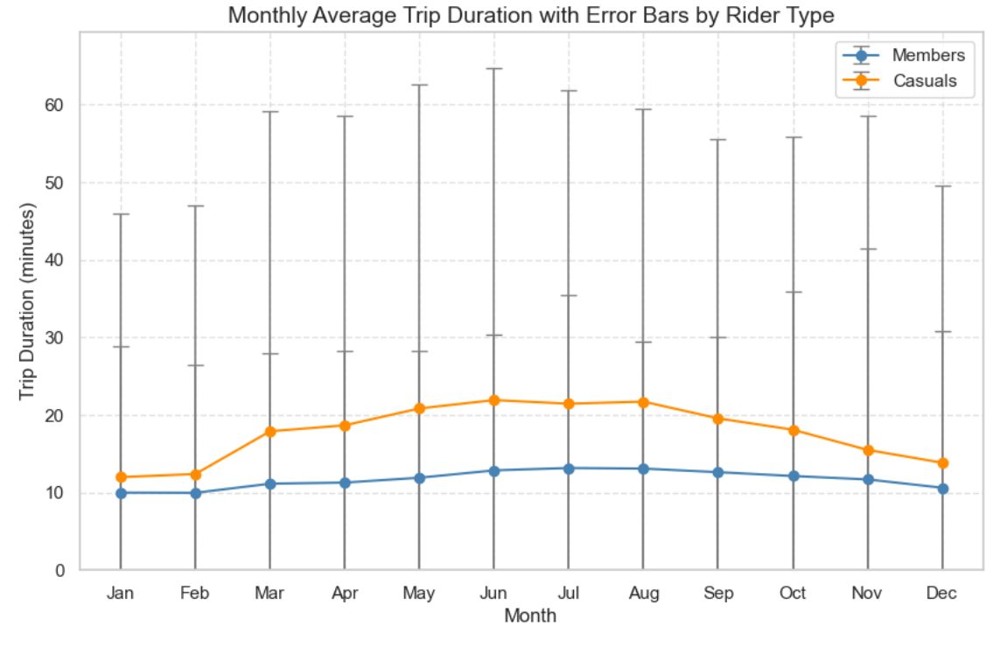 Monthly Average Trip Duration with Error Bars by Rider Type
Members
Casuals
Trip Duration (minutes)
60
50
40
30
20
10
0
Jan Feb Mar Apr May Jun Jul Aug Sep Oct Nov Dec
Month